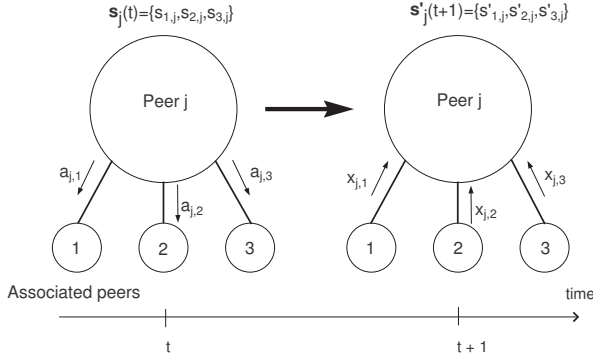 s_j(t)={s_{1,j},s_{2,j},s_{3,j}}
s'_j(t+1)={s'_{1,j},s'_{2,j},s'_{3,j}}
Peer j
Peer j
a_{j,1}
a_{j,2}
a_{j,3}
x_{j,1}
x_{j,2}
x_{j,3}
1
2
3
1
2
3
Associated peers
time
t
t + 1